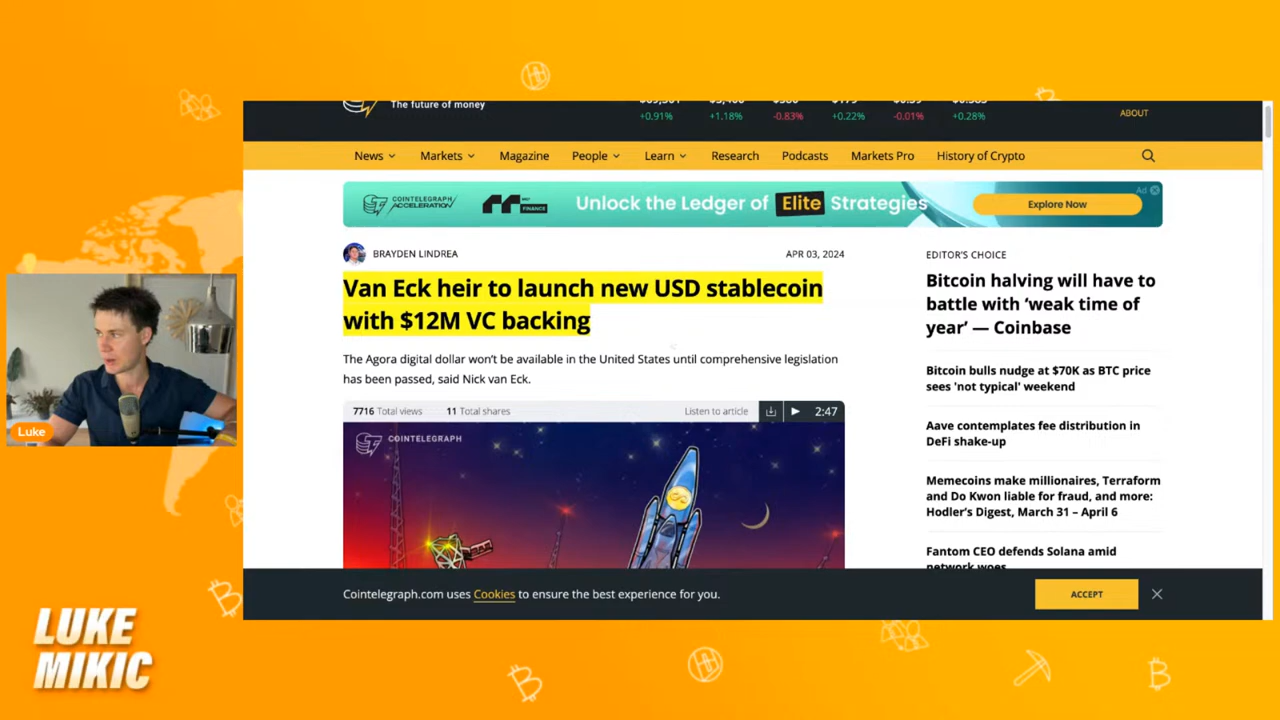 The future of money
+0.91%
+1.18%
-0.83%
+0.22%
-0.01%
+0.28%
ABOUT
News
Markets
Magazine
People
Learn
Research
Podcasts
Markets Pro
History of Crypto
COINTELEGRAPH
ACCELERATION
FINANCE
Unlock the Ledger of Elite Strategies
Ad
Explore Now
BRAYDEN LINDREA
APR 03, 2024
Van Eck heir to launch new USD stablecoin
with $12M VC backing
The Agora digital dollar won't be available in the United States until comprehensive legislation
has been passed, said Nick van Eck.
7716 Total views
11 Total shares
Listen to article
2:47
COINTELEGRAPH
EDITOR'S CHOICE
Bitcoin halving will have to
battle with ‘weak time of
year’ — Coinbase
Bitcoin bulls nudge at $70K as BTC price
sees 'not typical' weekend
Aave contemplates fee distribution in
DeFi shake-up
Memecoins make millionaires, Terraform
and Do Kwon liable for fraud, and more:
Hodler's Digest, March 31 – April 6
Fantom CEO defends Solana amid
network woes
Cointelegraph.com uses Cookies to ensure the best experience for you.
ACCEPT
Luke
LUKE
MIKIC